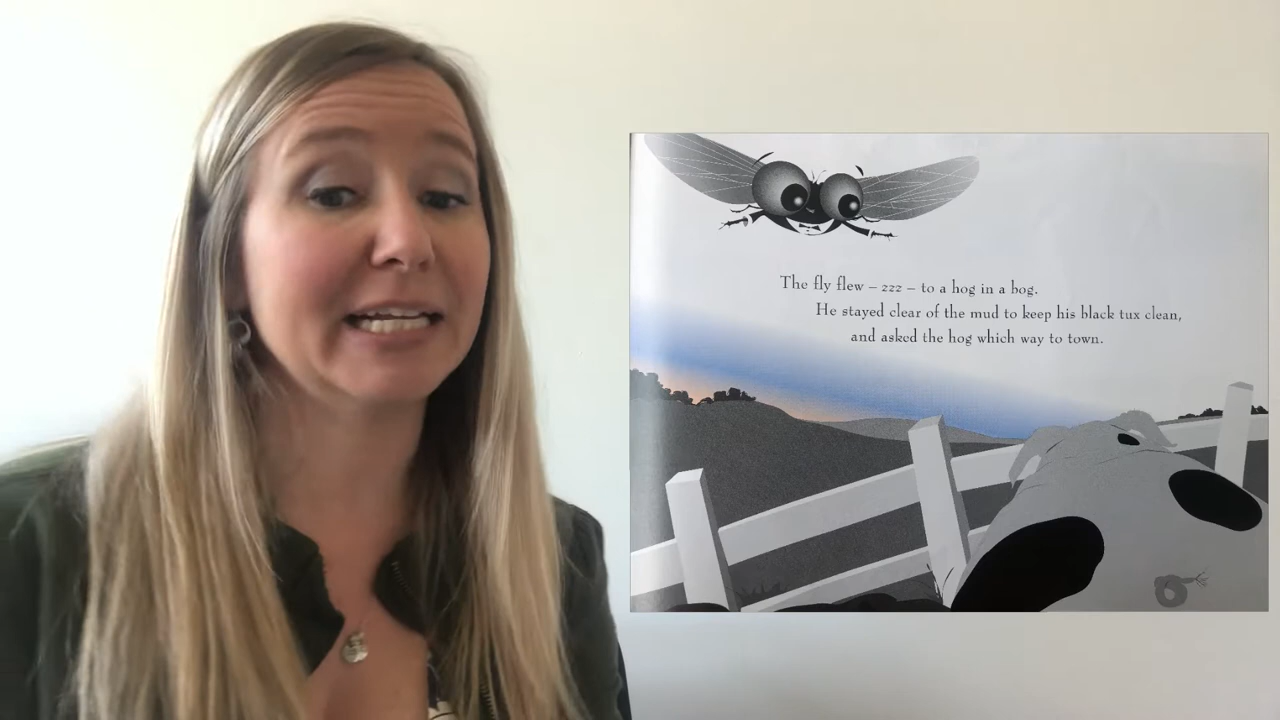 The fly flew – zzz – to a hog in a bog.
He stayed clear of the mud to keep his black tux clean,
and asked the hog which way to town.